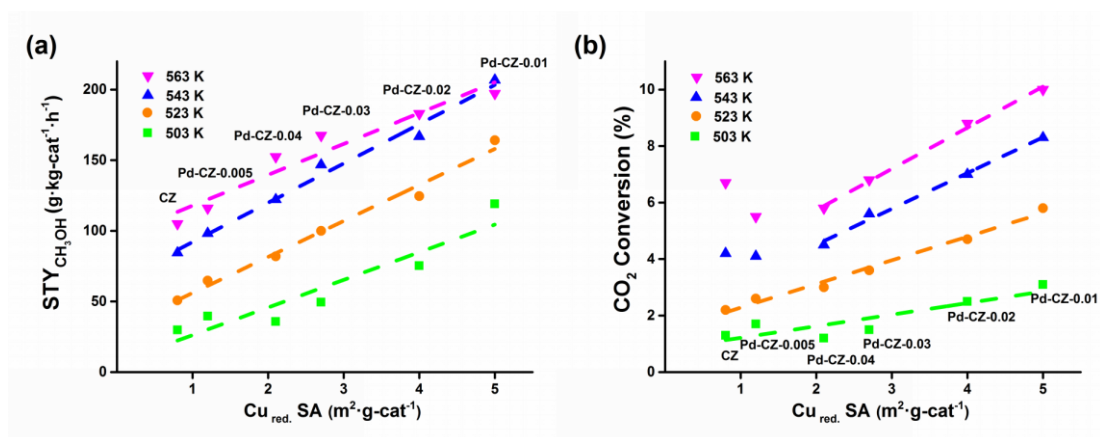 (a)
563 K
543 K
523 K
503 K
Pd-CZ-0.01
Pd-CZ-0.02
Pd-CZ-0.03
Pd-CZ-0.04
Pd-CZ-0.005
CZ
200
150
100
50
0
1 2 3 4 5
STY_CH₃OH (g·kg-cat⁻¹·h⁻¹)
Cu red. SA (m²·g-cat⁻¹)
(b)
563 K
543 K
523 K
503 K
10
8
6
4
2
0
Pd-CZ-0.01
Pd-CZ-0.02
Pd-CZ-0.03
Pd-CZ-0.04
Pd-CZ-0.005
CZ
1 2 3 4 5
CO₂ Conversion (%)
Cu red. SA (m²·g-cat⁻¹)